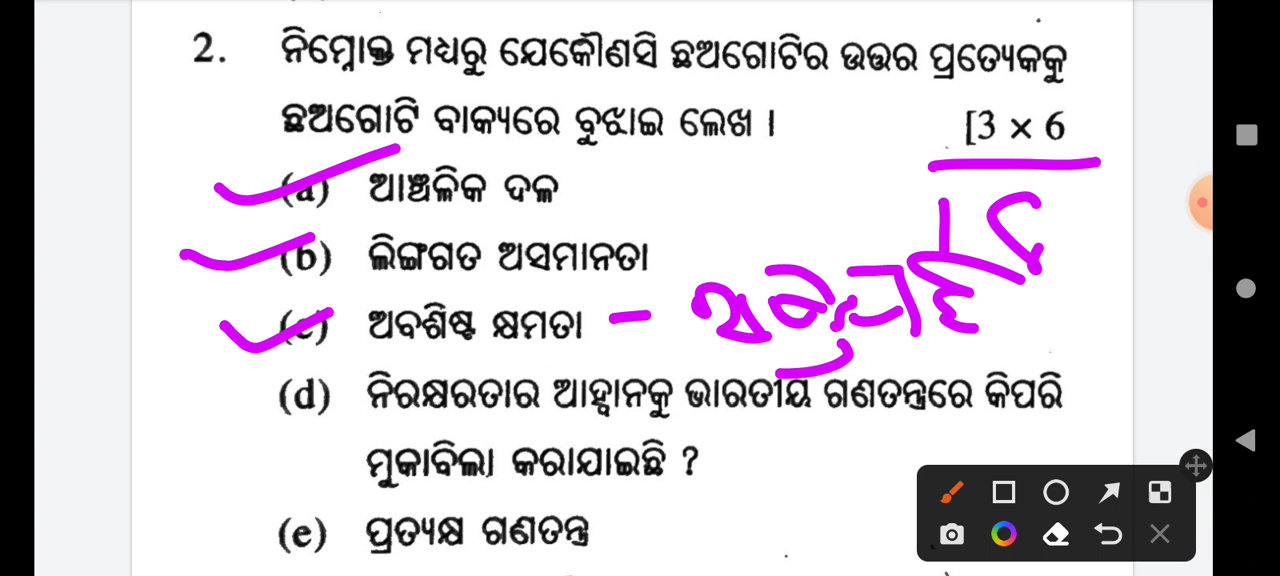 2. ନିମ୍ନୋକ୍ତ ମଧ୍ୟରୁ ଯେକୌଣସି ଛଅଗୋଟିର ଉତ୍ତର ପ୍ରତ୍ୟେକକୁ
ଛଅଗୋଟି ବାକ୍ୟରେ ବୁଝାଇ ଲେଖ । [3 × 6
(a) ଆଞ୍ଚଳିକ ଦଳ
(b) ଲିଙ୍ଗଗତ ଅସମାନତା
(c) ଅବଶିଷ୍ଟ କ୍ଷମତା –
(d) ନିରକ୍ଷରତାର ଆହ୍ୱାନକୁ ଭାରତୀୟ ଗଣତନ୍ତ୍ରରେ କିପରି
ମୁକାବିଲା କରାଯାଇଛି ?
(e) ପ୍ରତ୍ୟକ୍ଷ ଗଣତନ୍ତ୍ର